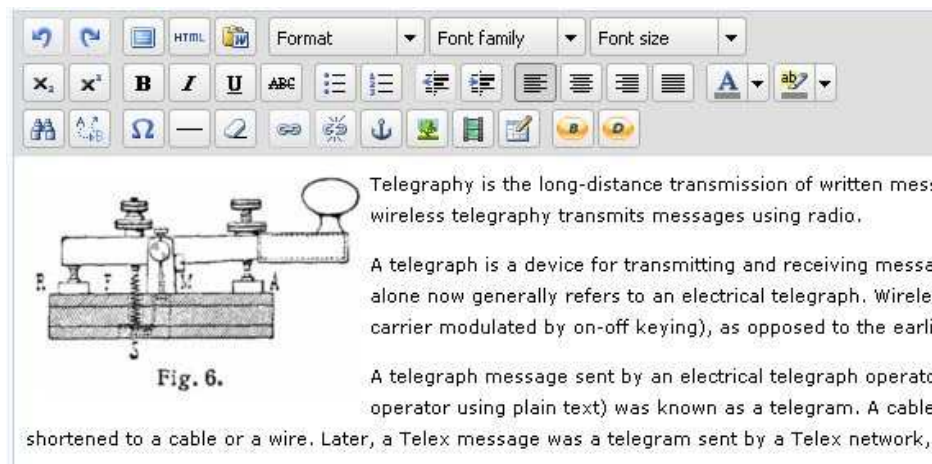 HTML Format Font family Font size
X₂ X² B I U ABC A ab
A B Ω B D
Telegraphy is the long-distance transmission of written mes
wireless telegraphy transmits messages using radio.
A telegraph is a device for transmitting and receiving messa
alone now generally refers to an electrical telegraph. Wirele
carrier modulated by on-off keying), as opposed to the earli
R T M A
S
Fig. 6.
A telegraph message sent by an electrical telegraph operato
operator using plain text) was known as a telegram. A cable
shortened to a cable or a wire. Later, a Telex message was a telegram sent by a Telex network,